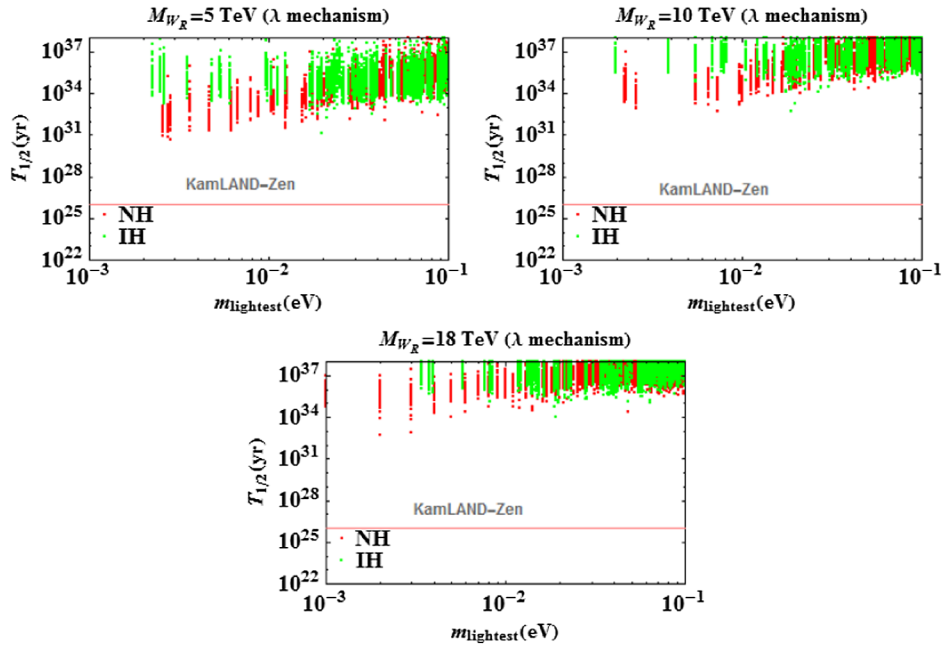 M_{W_R}=5 TeV (λ mechanism)
10^37
10^34
10^31
10^28
10^25
10^22
T_{1/2}(yr)
KamLAND–Zen
NH
IH
10^−3
10^−2
10^−1
m_lightest(eV)
M_{W_R}=10 TeV (λ mechanism)
10^37
10^34
10^31
10^28
10^25
10^22
T_{1/2}(yr)
KamLAND–Zen
NH
IH
10^−3
10^−2
10^−1
m_lightest(eV)
M_{W_R}=18 TeV (λ mechanism)
10^37
10^34
10^31
10^28
10^25
10^22
T_{1/2}(yr)
KamLAND–Zen
NH
IH
10^−3
10^−2
10^−1
m_lightest(eV)